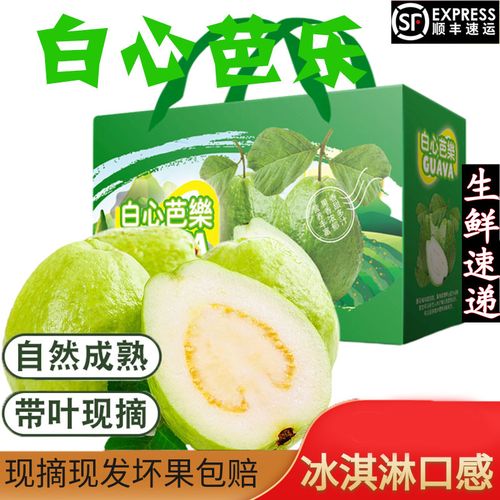 白心芭乐
SF EXPRESS
顺丰速运
白心芭樂
GUAVA
白心芭樂
生鲜速递
自然成熟
带叶现摘
现摘现发坏果包赔
冰淇淋口感